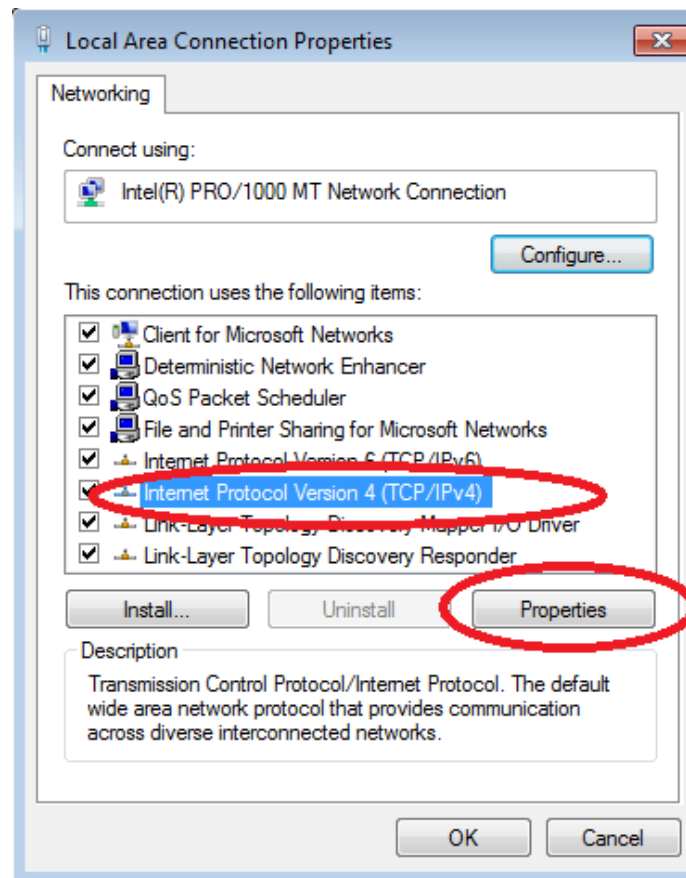 Local Area Connection Properties
Networking
Connect using:
Intel(R) PRO/1000 MT Network Connection
Configure...
This connection uses the following items:
Client for Microsoft Networks
Deterministic Network Enhancer
QoS Packet Scheduler
File and Printer Sharing for Microsoft Networks
Internet Protocol Version 6 (TCP/IPv6)
Internet Protocol Version 4 (TCP/IPv4)
Link-Layer Topology Discovery Mapper I/O Driver
Link-Layer Topology Discovery Responder
Install...
Uninstall
Properties
Description
Transmission Control Protocol/Internet Protocol. The default
wide area network protocol that provides communication
across diverse interconnected networks.
OK
Cancel